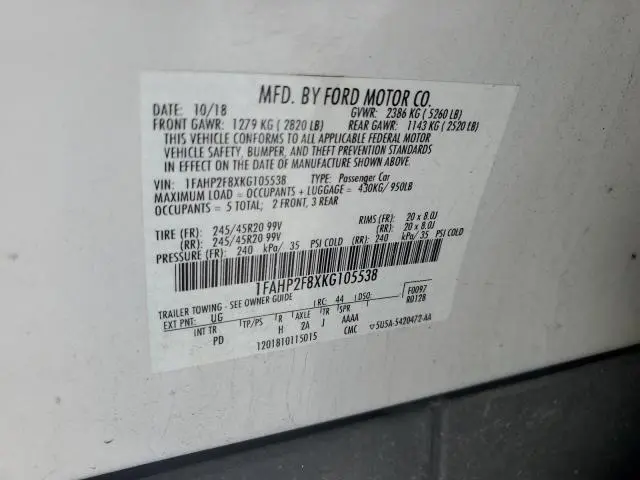 MFD. BY FORD MOTOR CO.
DATE: 10/18 GVWR: 2386 KG ( 5260 LB)
FRONT GAWR: 1279 KG ( 2820 LB) REAR GAWR: 1143 KG ( 2520 LB)
THIS VEHICLE CONFORMS TO ALL APPLICABLE FEDERAL MOTOR
VEHICLE SAFETY, BUMPER, AND THEFT PREVENTION STANDARDS
IN EFFECT ON THE DATE OF MANUFACTURE SHOWN ABOVE.
VIN: 1FAHP2F8XKG105538 TYPE: Passenger Car
MAXIMUM LOAD = OCCUPANTS + LUGGAGE = 430KG/ 950LB
OCCUPANTS = 5 TOTAL; 2 FRONT, 3 REAR
TIRE (FR): 245/45R20 99V RIMS (FR): 20 x 8.0J
(RR): 245/45R20 99V (RR): 20 x 8.0J
PRESSURE (FR): 240 kPa/ 35 PSI COLD (RR): 240 kPa/ 35 PSI COLD
1FAHP2F8XKG105538
TRAILER TOWING - SEE OWNER GUIDE RC: 44 DSO: F0097
EXT PNT: UG R0128
INT TR TP/PS R AXLE TR SPR
PD H 2A J AAAA
1201810115015 CMC 5U5A-5420472-AA